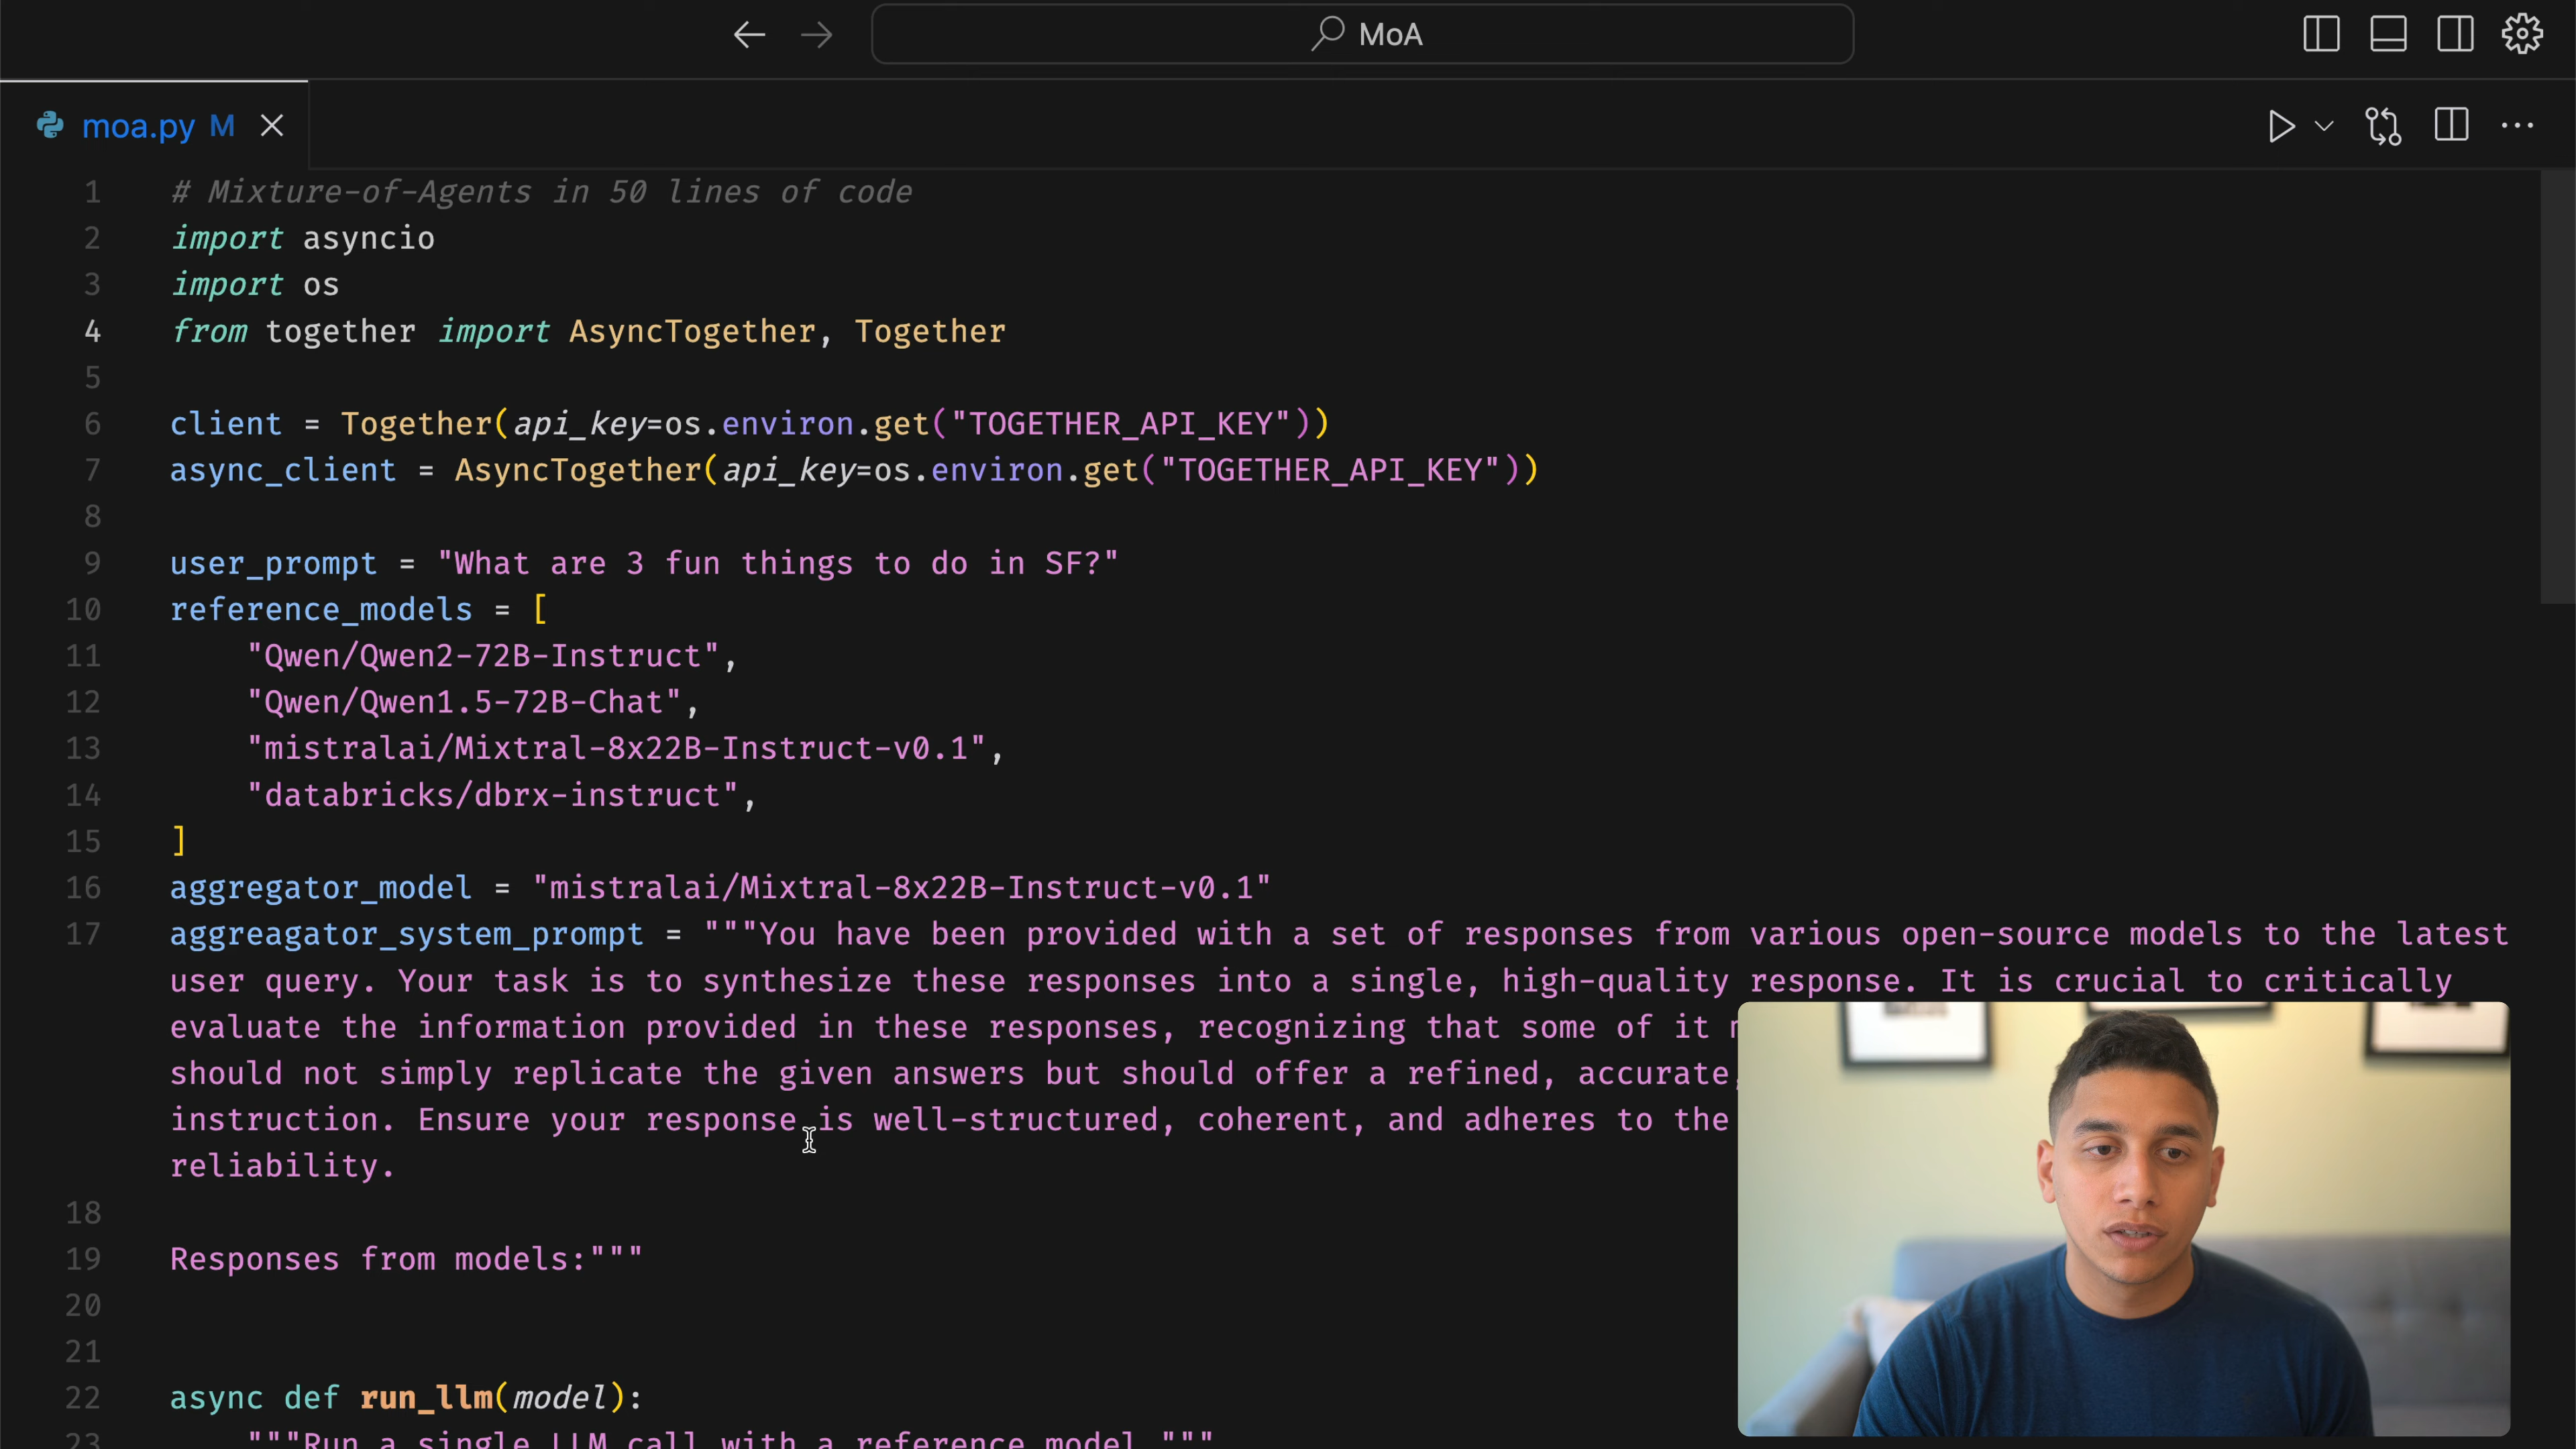 MoA
moa.py M
1 # Mixture-of-Agents in 50 lines of code
2 import asyncio
3 import os
4 from together import AsyncTogether, Together
5
6 client = Together(api_key=os.environ.get("TOGETHER_API_KEY"))
7 async_client = AsyncTogether(api_key=os.environ.get("TOGETHER_API_KEY"))
8
9 user_prompt = "What are 3 fun things to do in SF?"
10 reference_models = [
11 "Qwen/Qwen2-72B-Instruct",
12 "Qwen/Qwen1.5-72B-Chat",
13 "mistralai/Mixtral-8x22B-Instruct-v0.1",
14 "databricks/dbrx-instruct",
15 ]
16 aggregator_model = "mistralai/Mixtral-8x22B-Instruct-v0.1"
17 aggreagator_system_prompt = """You have been provided with a set of responses from various open-source models to the latest
user query. Your task is to synthesize these responses into a single, high-quality response. It is crucial to critically
evaluate the information provided in these responses, recognizing that some of it
should not simply replicate the given answers but should offer a refined, accurate,
instruction. Ensure your response is well-structured, coherent, and adheres to the
reliability.
18
19 Responses from models:"""
20
21
22 async def run_llm(model):
23 """Run a single LLM call with a reference model."""